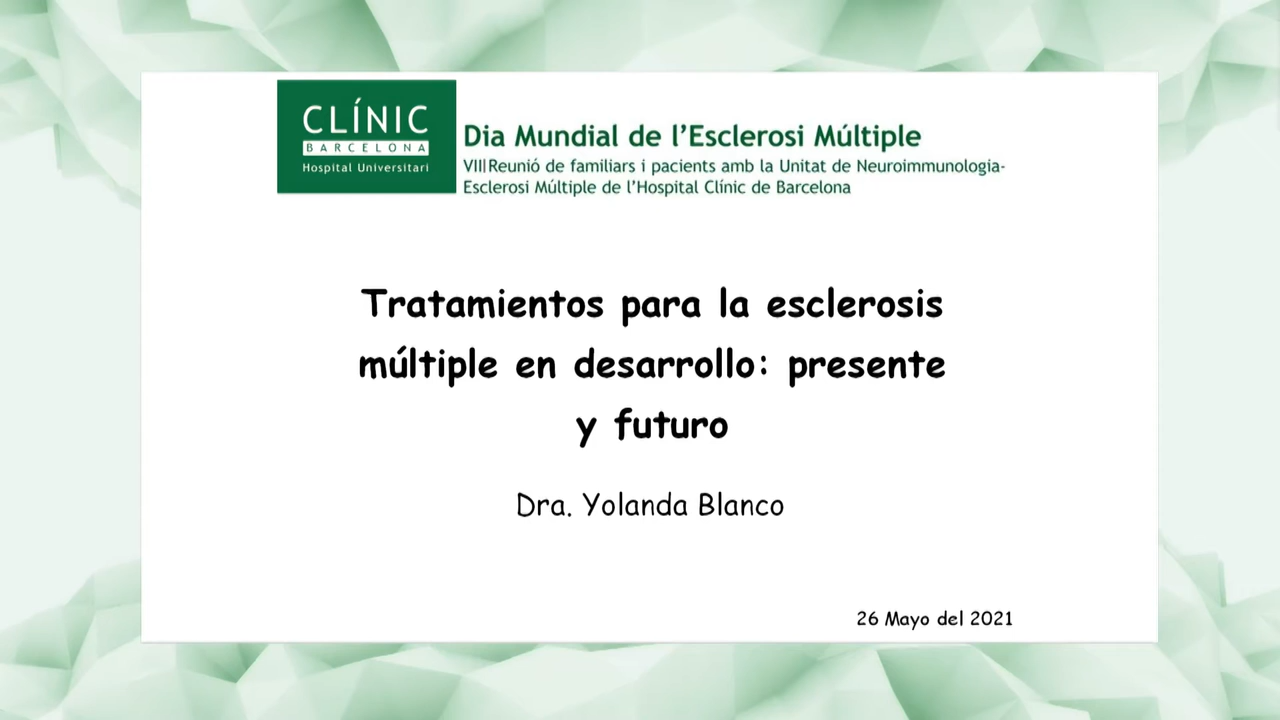 CLÍNIC
BARCELONA
Hospital Universitari
Dia Mundial de l'Esclerosi Múltiple
VIII Reunió de familiars i pacients amb la Unitat de Neuroimmunologia-
Esclerosi Múltiple de l'Hospital Clínic de Barcelona
Tratamientos para la esclerosis
múltiple en desarrollo: presente
y futuro
Dra. Yolanda Blanco
26 Mayo del 2021